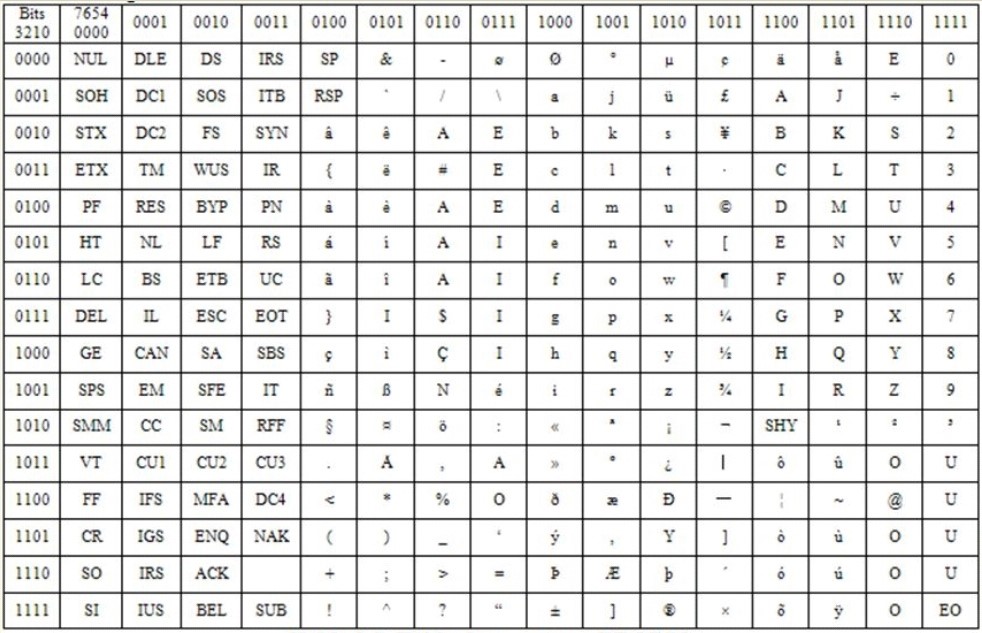 Bits 3210 7654 0000 0001 0010 0011 0100 0101 0110 0111 1000 1001 1010 1011 1100 1101 1110 1111
0000 NUL DLE DS IRS SP & - ø Ø ° µ ¢ ä å E 0
0001 SOH DC1 SOS ITB RSP ` / \ a j ü £ A J ÷ 1
0010 STX DC2 FS SYN â ê A E b k s ¥ B K S 2
0011 ETX TM WUS IR { ë # E c l t · C L T 3
0100 PF RES BYP PN à è A E d m u © D M U 4
0101 HT NL LF RS á í A I e n v [ E N V 5
0110 LC BS ETB UC ã î A I f o w ¶ F O W 6
0111 DEL IL ESC EOT } I $ I g p x ¼ G P X 7
1000 GE CAN SA SBS ç ì Ç I h q y ½ H Q Y 8
1001 SPS EM SFE IT ñ ß N é i r z ¾ I R Z 9
1010 SMM CC SM RFF § ¤ ö : « ª ¡ ¬ SHY ¹ ² ³
1011 VT CU1 CU2 CU3 . Å , A » ° ¿ | ô û O U
1100 FF IFS MFA DC4 < * % O ð æ Ð — ¦ ~ @ U
1101 CR IGS ENQ NAK ( ) _ ' ý , Y ] ò ù O U
1110 SO IRS ACK + ; > = Þ Æ þ ´ ó ú O U
1111 SI IUS BEL SUB ! ^ ? “ ± ] ® × õ ÿ O EO